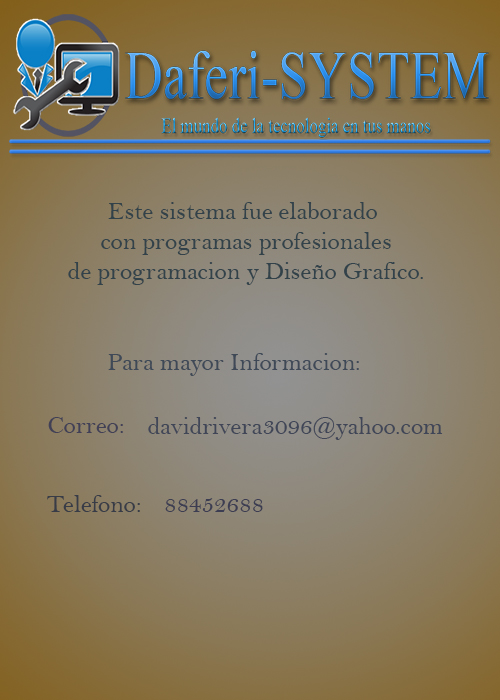 Daferi-SYSTEM
El mundo de la tecnologia en tus manos
Este sistema fue elaborado
con programas profesionales
de programacion y Diseño Grafico.
Para mayor Informacion:
Correo: davidrivera3096@yahoo.com
Telefono: 88452688